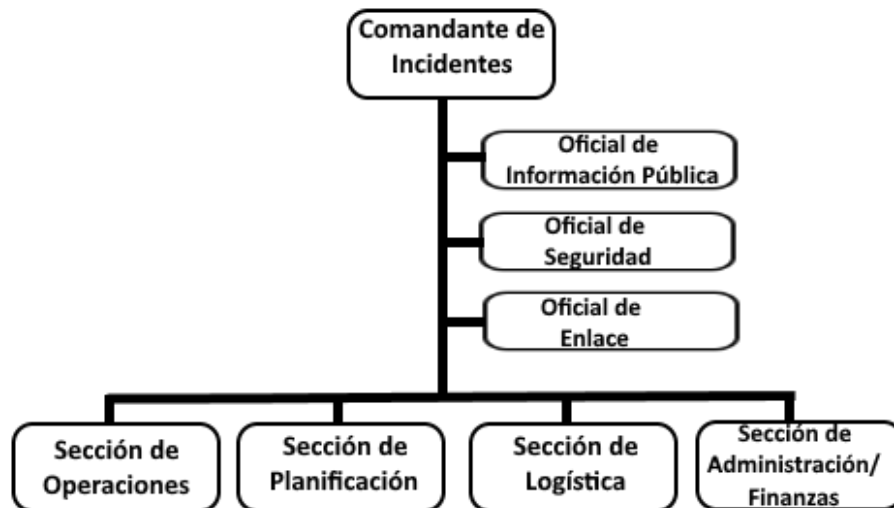 Comandante de
Incidentes
Oficial de
Información Pública
Oficial de
Seguridad
Oficial de
Enlace
Sección de
Operaciones
Sección de
Planificación
Sección de
Logística
Sección de
Administración/
Finanzas